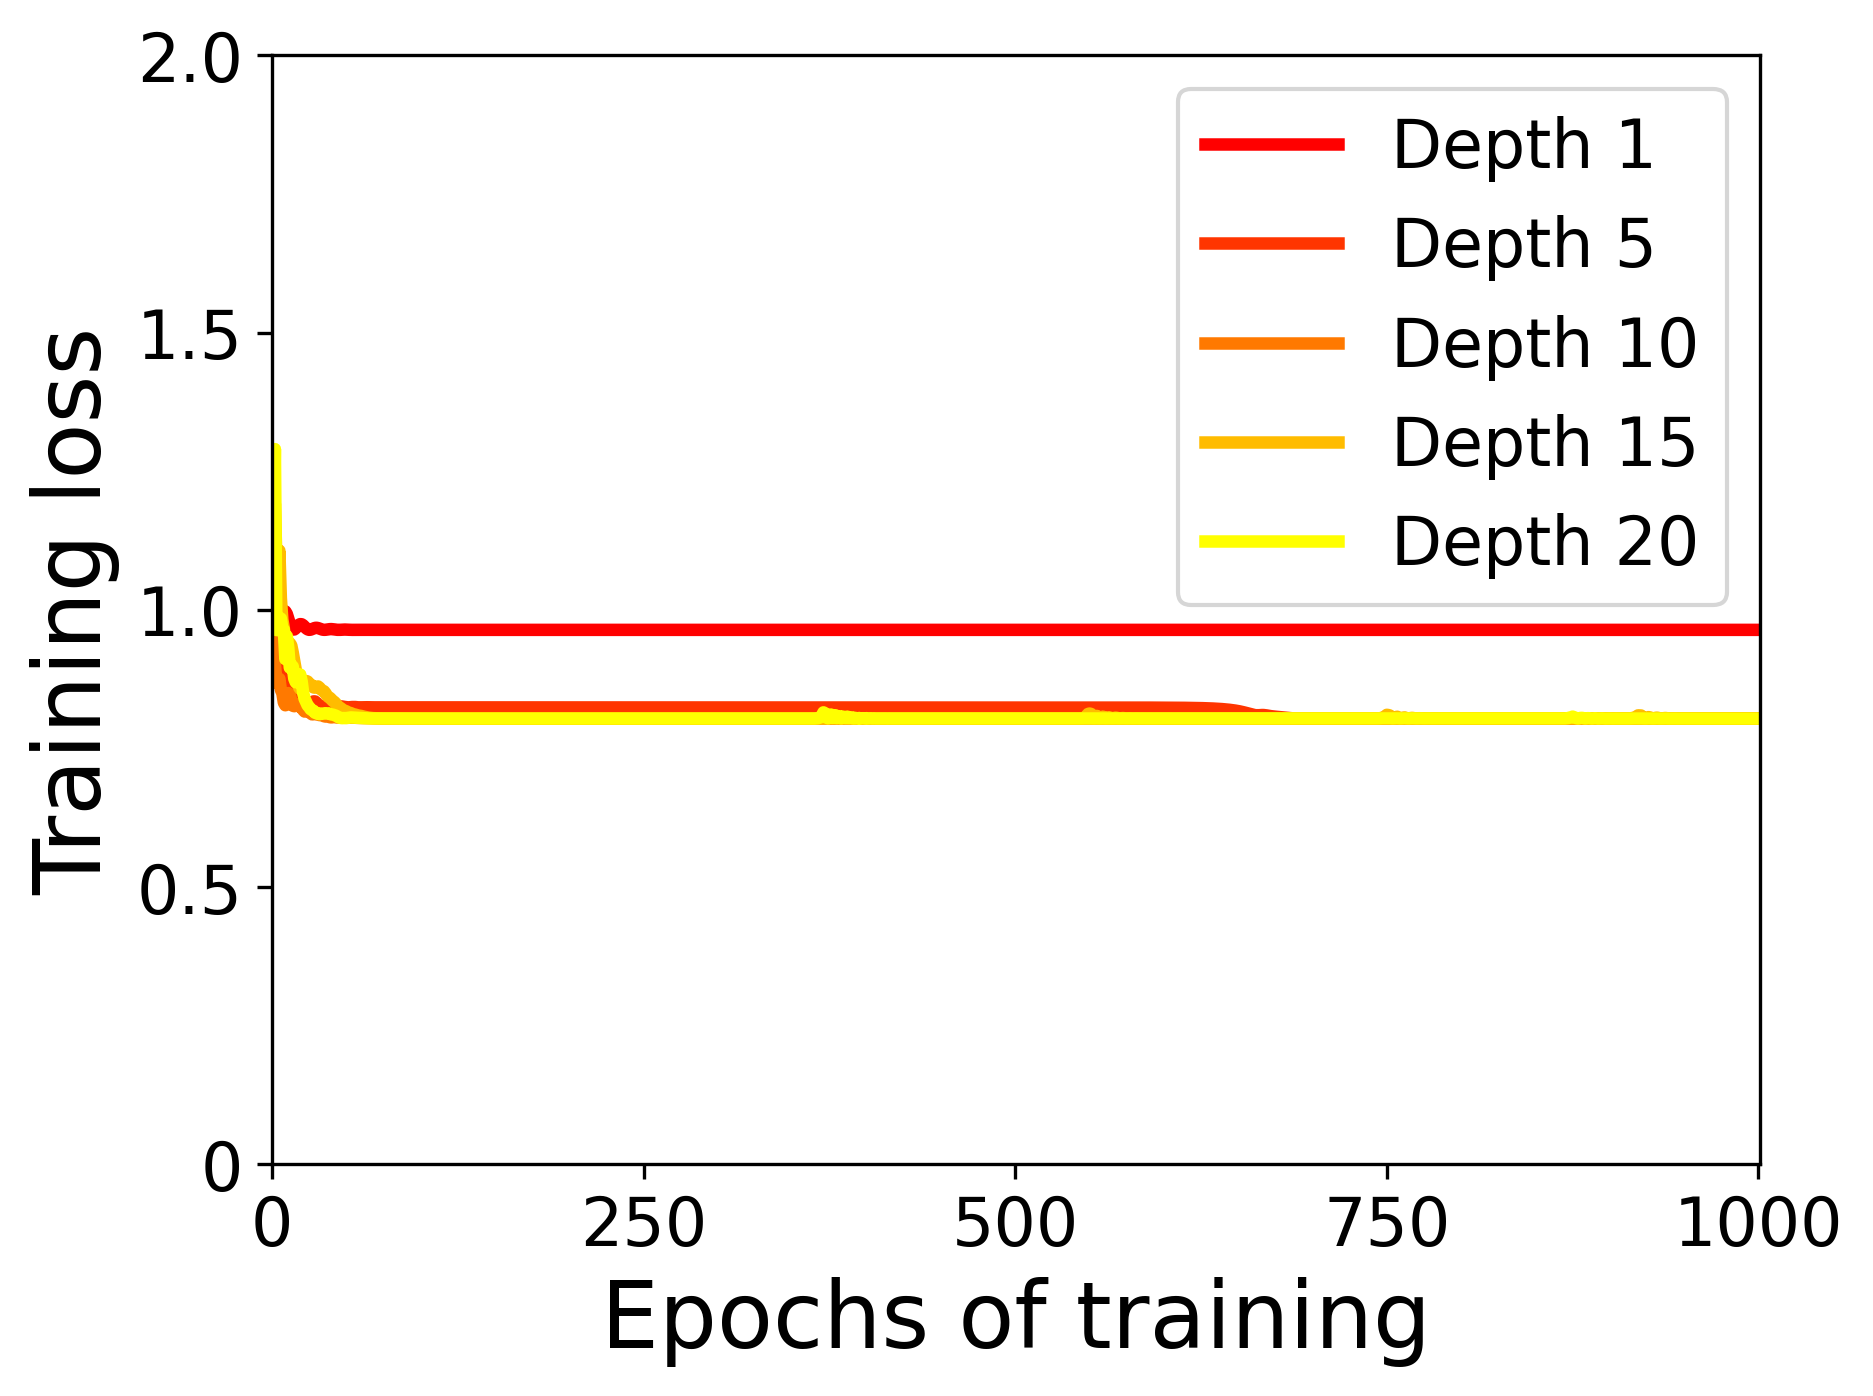 2.0
1.5
1.0
0.5
0
Training loss
Depth 1
Depth 5
Depth 10
Depth 15
Depth 20
0 250 500 750 1000
Epochs of training